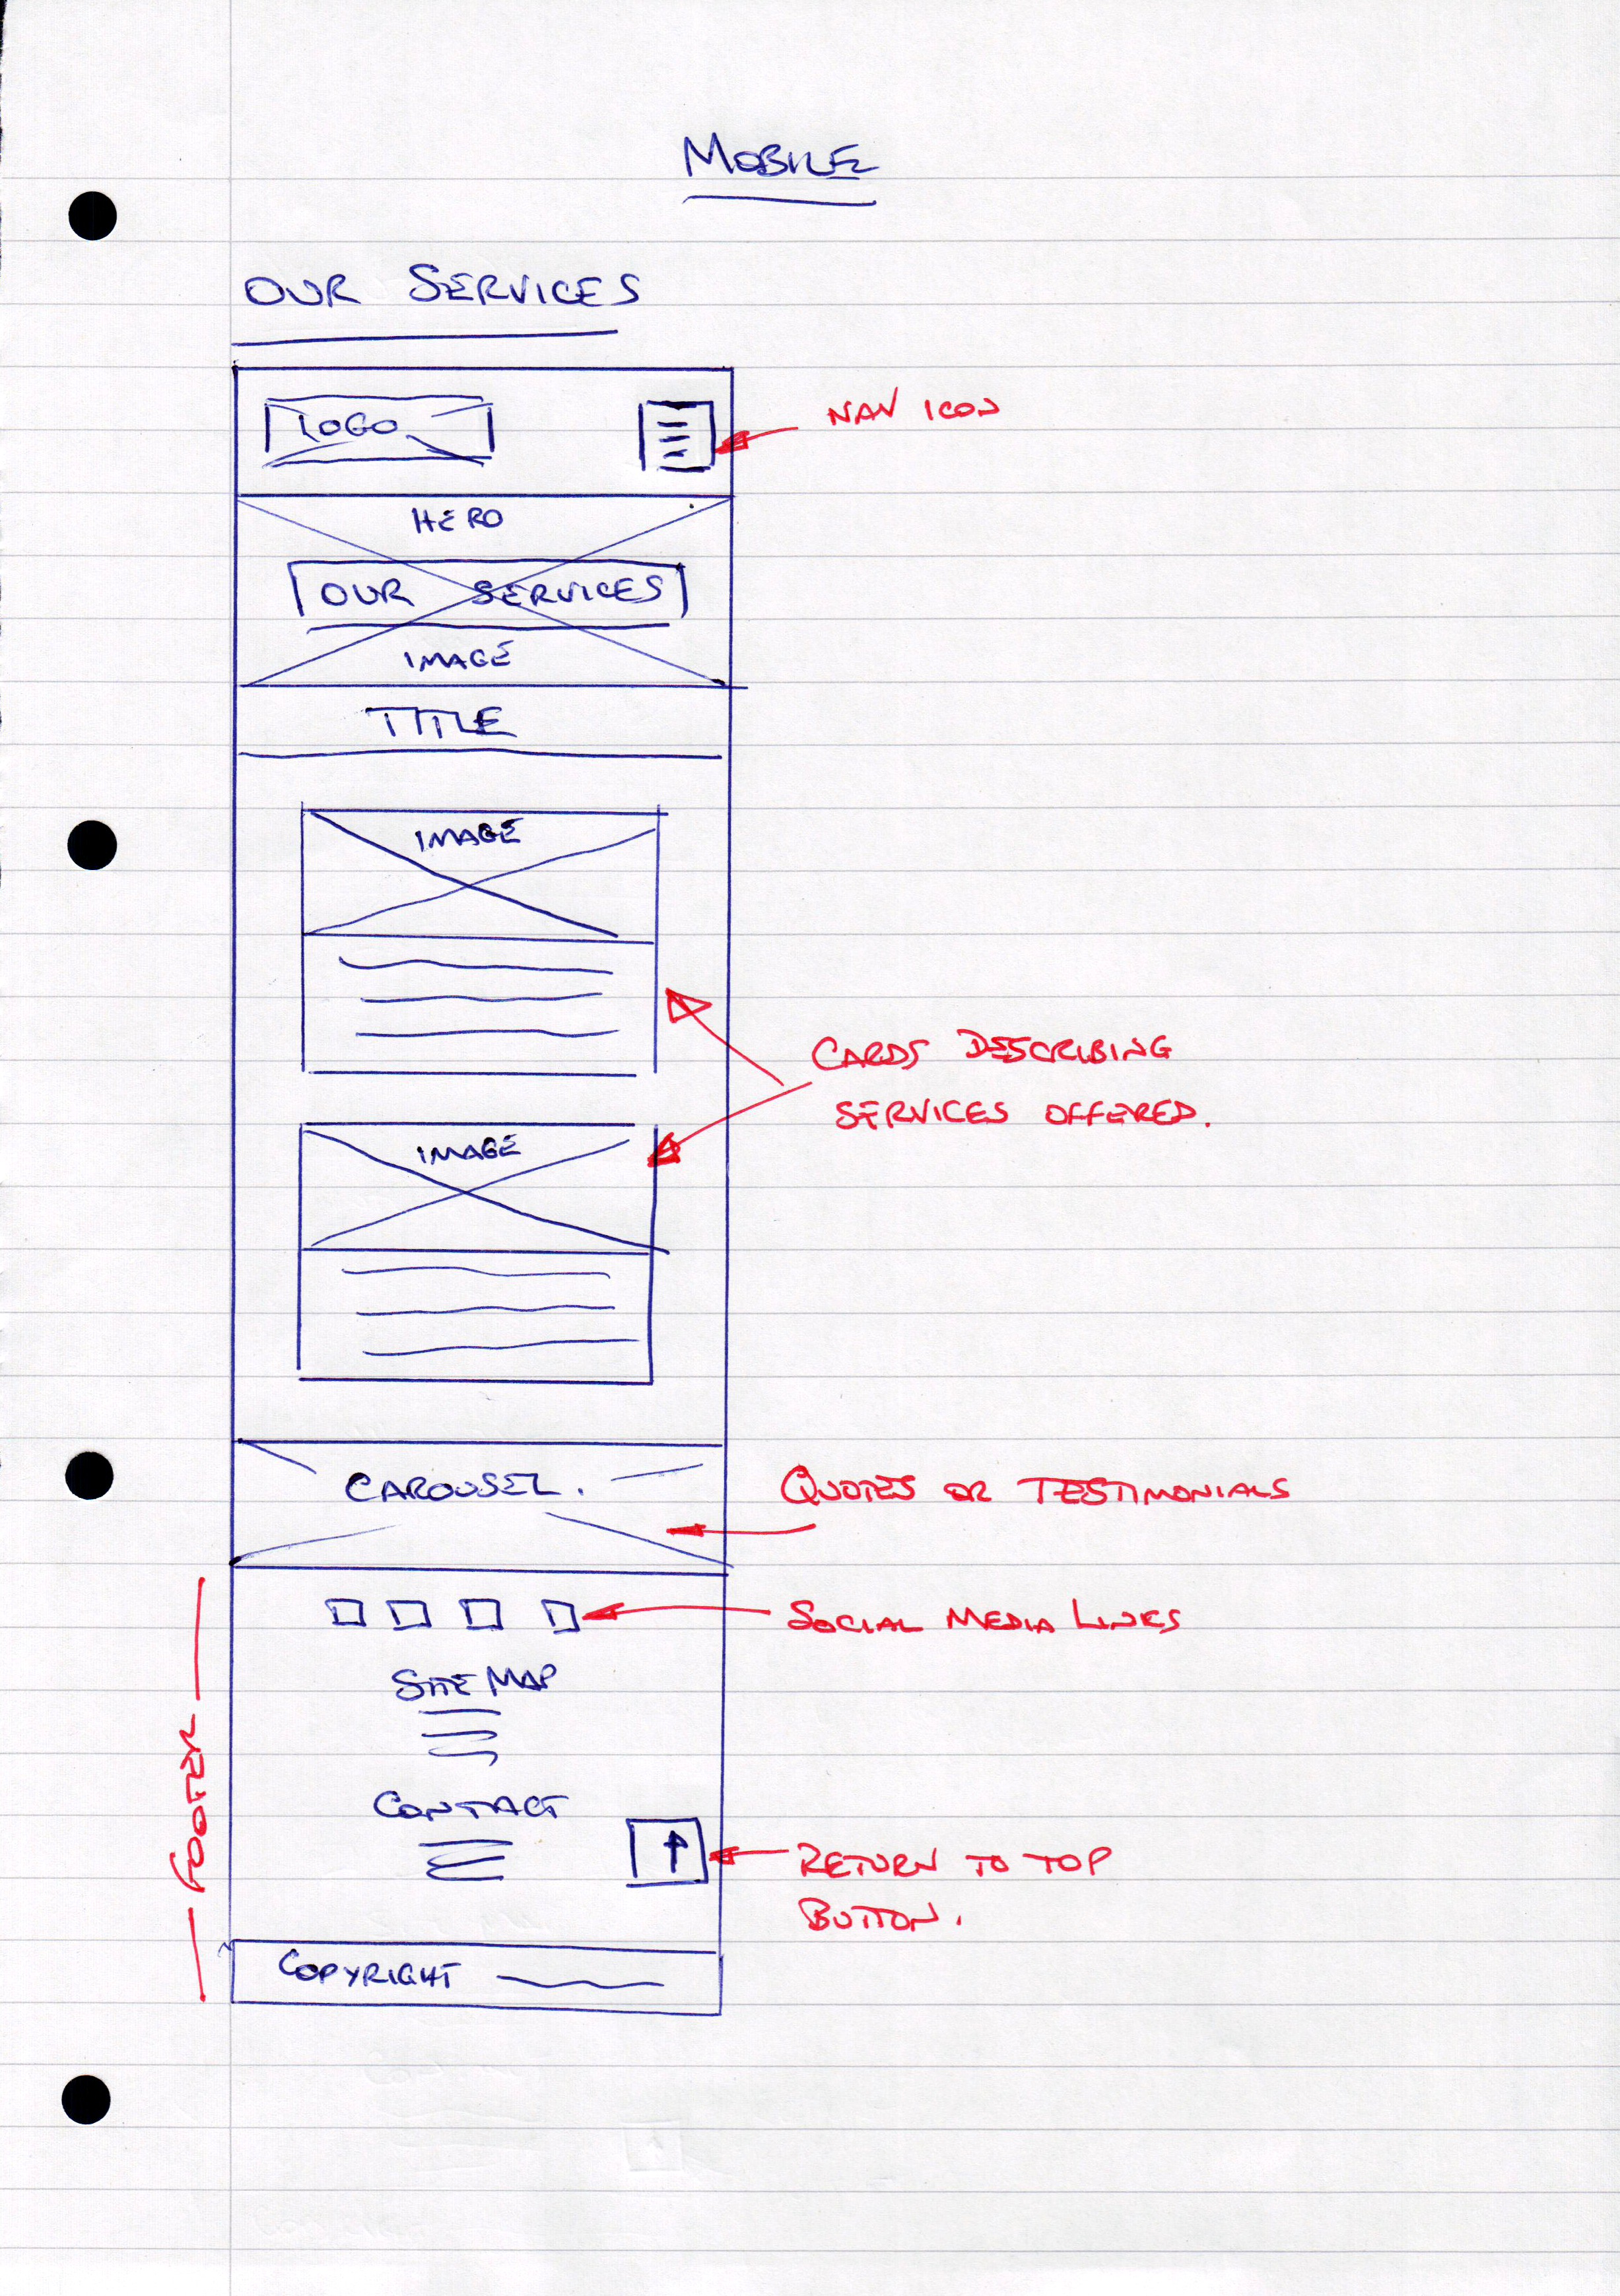 MOBILE
OUR SERVICES
LOGO
NAV ICON
HERO
OUR SERVICES
IMAGE
TITLE
IMAGE
CARDS DESCRIBING
SERVICES OFFERED.
IMAGE
CAROUSEL.
QUOTES OR TESTIMONIALS
SOCIAL MEDIA LINKS
SITE MAP
FOOTER
CONTACT
RETURN TO TOP
BUTTON.
COPYRIGHT